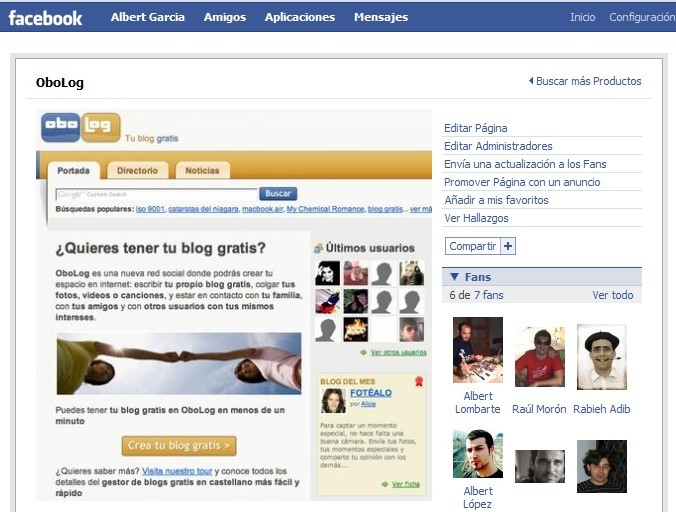 facebook Albert Garcia Amigos Aplicaciones Mensajes Inicio Configuración
OboLog
Buscar más Productos
obo log
Tu blog gratis
Portada Directorio Noticias
Google™ Custom Search Buscar
Búsquedas populares: iso 9001, cataratas del niagara, macbook air, My Chemical Romance, blog gratis... ver má
¿Quieres tener tu blog gratis?
OboLog es una nueva red social donde podrás crear tu
espacio en internet: escribir tu propio blog gratis, colgar tus
fotos, videos o canciones, y estar en contacto con tu familia,
con tus amigos y con otros usuarios con tus mismos
intereses.
Puedes tener tu blog gratis en OboLog en menos de un
minuto
Crea tu blog gratis >
¿Quieres saber más? Visita nuestro tour y conoce todos los
detalles del gestor de blogs gratis en castellano más fácil y
rápido
Últimos usuarios
Ver otros usuarios
BLOG DEL MES
FOTÉALO
por Alicia
Para captar un momento
especial, no hace falta una
buena cámara. Envía tus fotos,
tus momentos especiales y
comparte tu opinión con los
demás...
Ver ficha
Editar Página
Editar Administradores
Envía una actualización a los Fans
Promover Página con un anuncio
Añadir a mis favoritos
Ver Hallazgos
Compartir +
Fans
6 de 7 fans Ver todo
Albert
Lombarte
Raúl Morón
Rabieh Adib
Albert
López